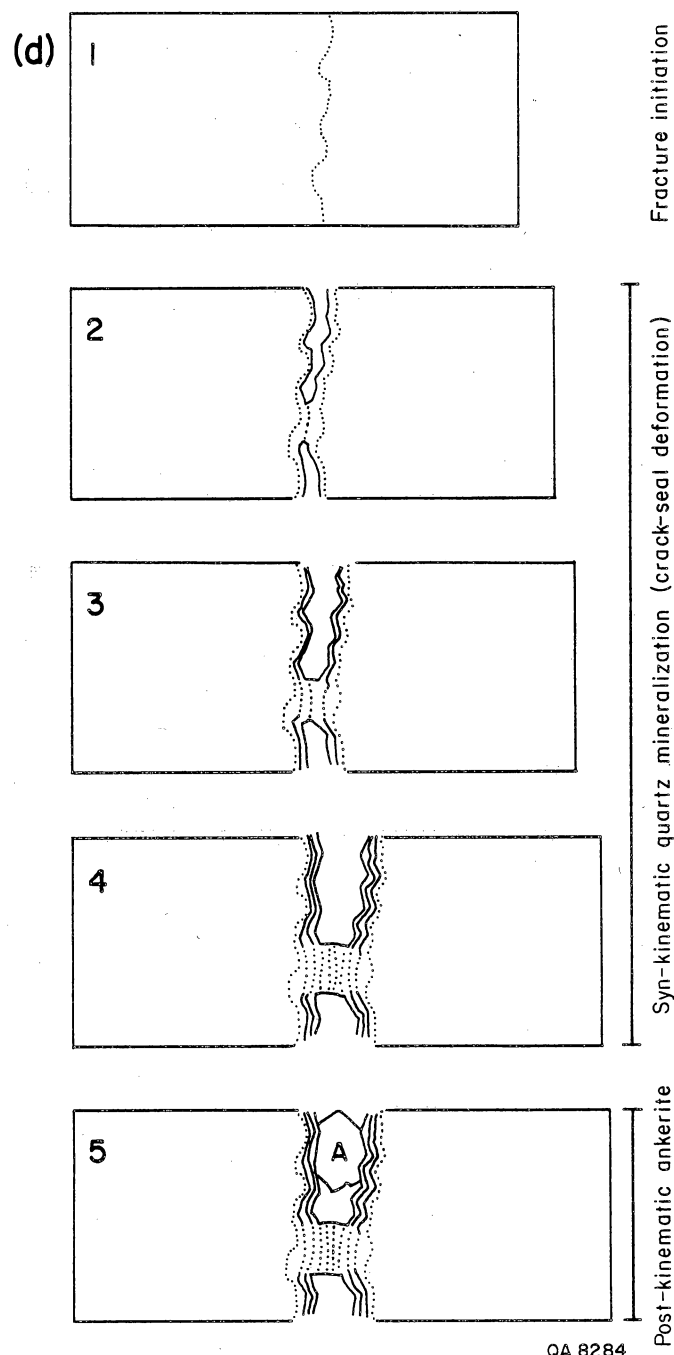 (d)
1
Fracture initiation
2
3
4
Syn-kinematic quartz mineralization (crack-seal deformation)
5
A
Post-kinematic ankerite
QA 8284